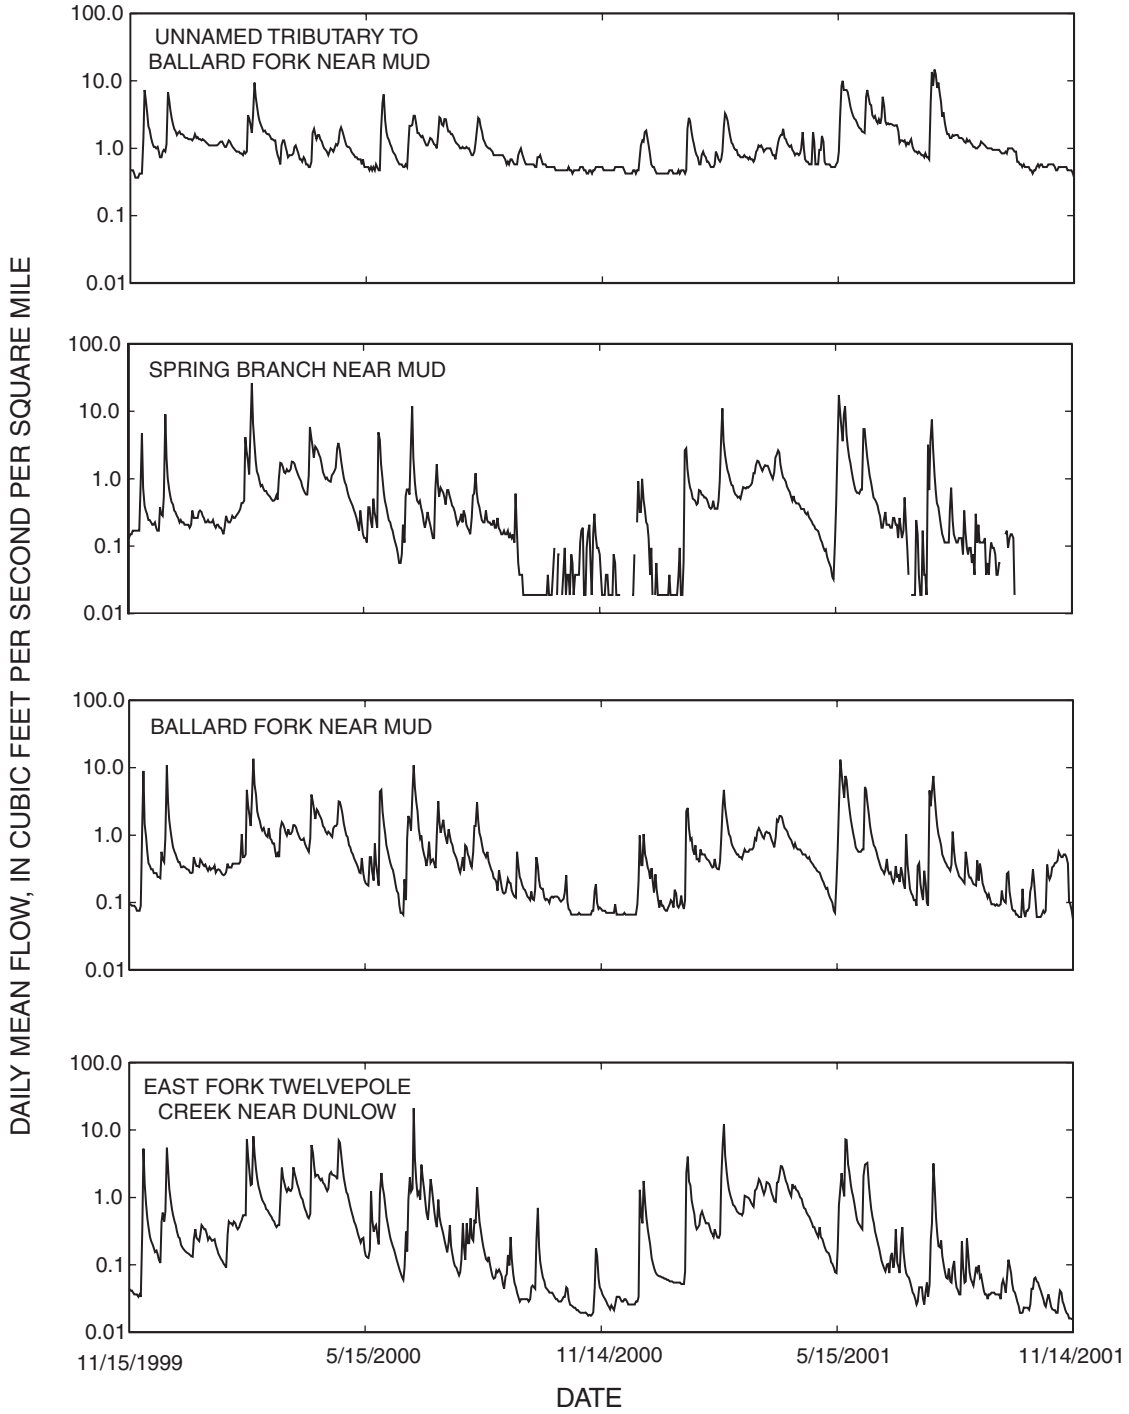 DAILY MEAN FLOW, IN CUBIC FEET PER SECOND PER SQUARE MILE
UNNAMED TRIBUTARY TO
BALLARD FORK NEAR MUD
100.0
10.0
1.0
0.1
0.01
SPRING BRANCH NEAR MUD
100.0
10.0
1.0
0.1
0.01
BALLARD FORK NEAR MUD
100.0
10.0
1.0
0.1
0.01
EAST FORK TWELVEPOLE
CREEK NEAR DUNLOW
100.0
10.0
1.0
0.1
0.01
11/15/1999 5/15/2000 11/14/2000 5/15/2001 11/14/2001
DATE